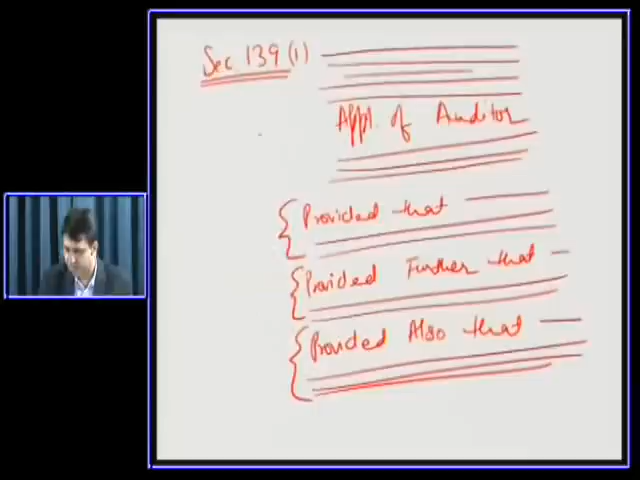 Sec 139 (1)
Appt. of Auditor
Provided that
Provided Further that
Provided Also that